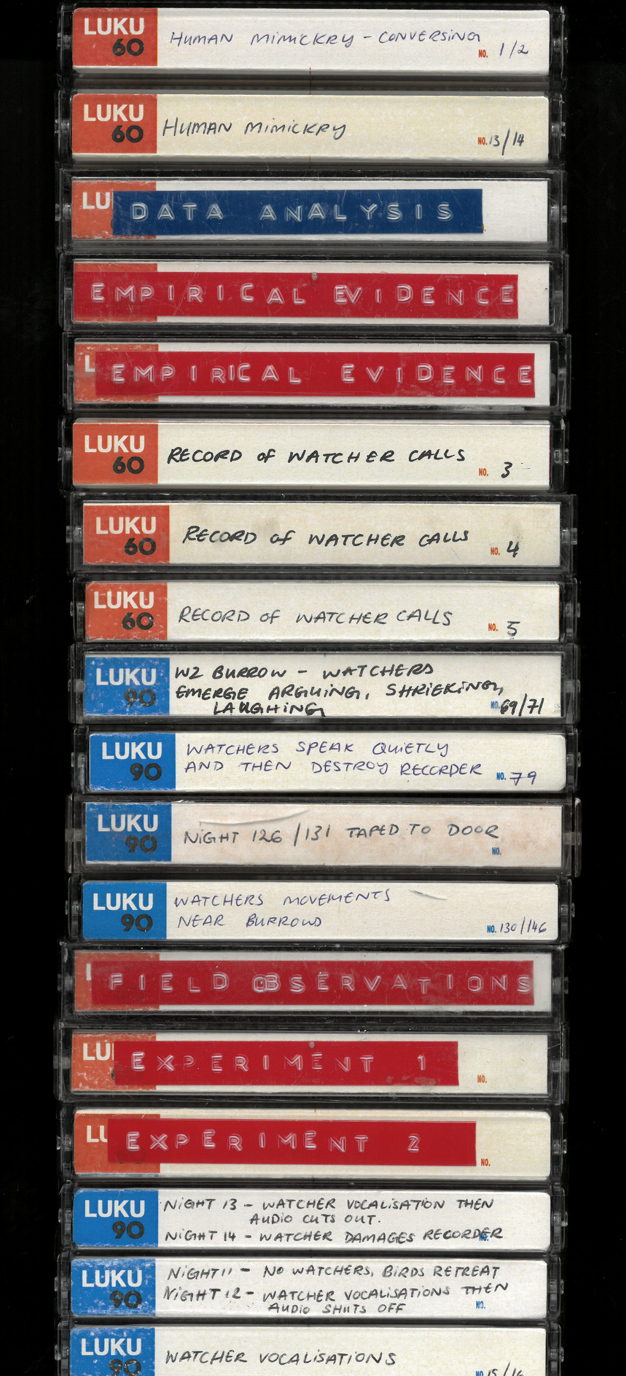 LUKU
60
HUMAN MIMICKRY - CONVERSING
NO. 1/2
LUKU
60
HUMAN MIMICKRY
NO. 13/14
LU
DATA ANALYSIS
EMPIRICAL EVIDENCE
L
EMPIRICAL EVIDENCE
LUKU
60
RECORD OF WATCHER CALLS
NO. 3
LUKU
60
RECORD OF WATCHER CALLS
NO. 4
LUKU
60
RECORD OF WATCHER CALLS
NO. 5
LUKU
90
W2 BURROW - WATCHERS
EMERGE ARGUING, SHRIEKING,
LAUGHING
NO. 69/71
LUKU
90
WATCHERS SPEAK QUIETLY
AND THEN DESTROY RECORDER
NO. 79
LUKU
90
NIGHT 126/131 TAPED TO DOOR
NO.
LUKU
90
WATCHERS MOVEMENTS
NEAR BURROWS
NO. 130/146
FIELD OBSERVATIONS
LU
EXPERIMENT 1
NO.
LU
EXPERIMENT 2
NO.
LUKU
90
NIGHT 13 - WATCHER VOCALISATION THEN
AUDIO CUTS OUT.
NIGHT 14 - WATCHER DAMAGES RECORDER
LUKU
90
NIGHT 11 - NO WATCHERS, BIRDS RETREAT
NIGHT 12 - WATCHER VOCALISATIONS THEN
AUDIO SHUTS OFF
NO.
LUKU
90
WATCHER VOCALISATIONS
NO. 15/16